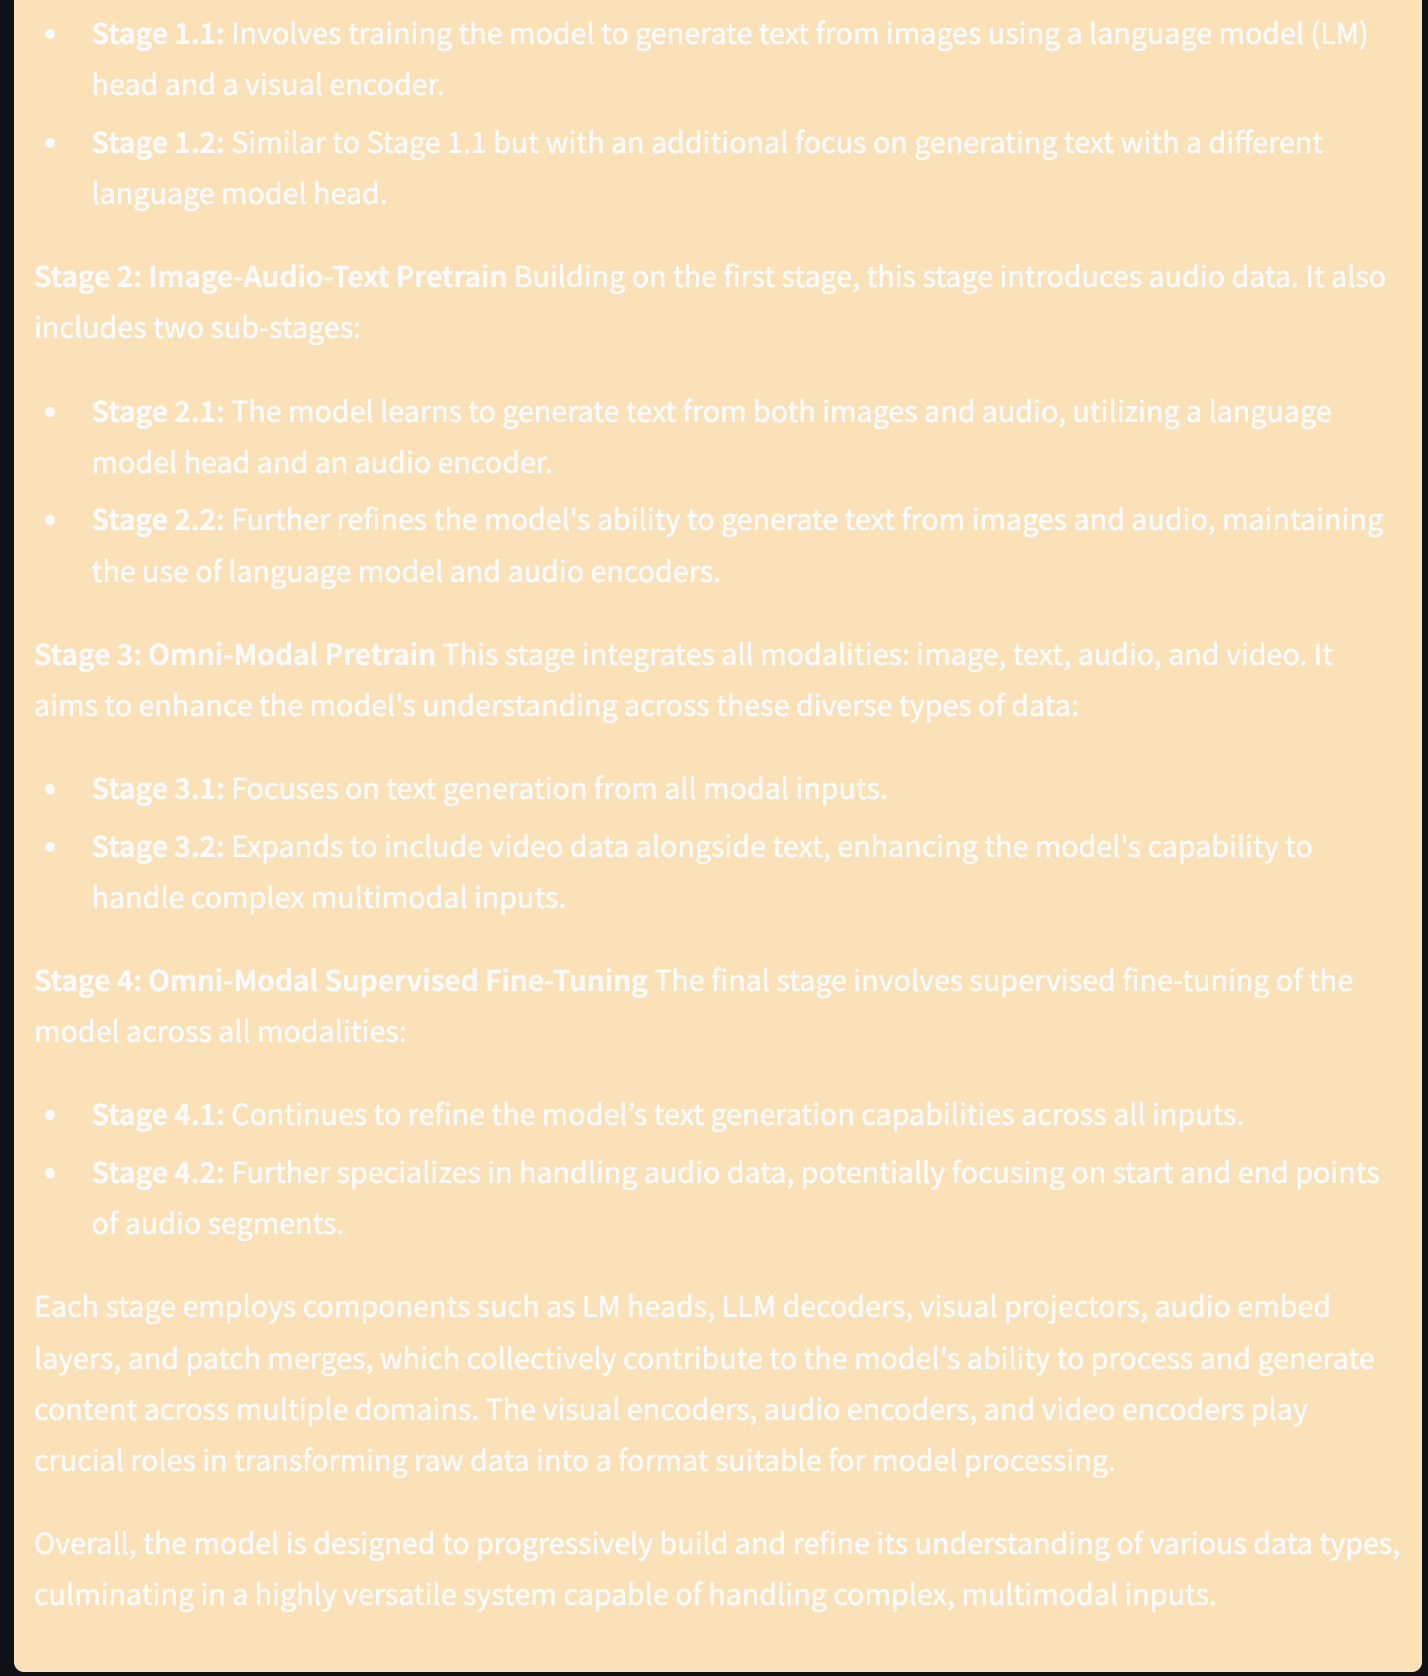 • Stage 1.1: Involves training the model to generate text from images using a language model (LM)
head and a visual encoder.
• Stage 1.2: Similar to Stage 1.1 but with an additional focus on generating text with a different
language model head.
Stage 2: Image-Audio-Text Pretrain Building on the first stage, this stage introduces audio data. It also
includes two sub-stages:
• Stage 2.1: The model learns to generate text from both images and audio, utilizing a language
model head and an audio encoder.
• Stage 2.2: Further refines the model's ability to generate text from images and audio, maintaining
the use of language model and audio encoders.
Stage 3: Omni-Modal Pretrain This stage integrates all modalities: image, text, audio, and video. It
aims to enhance the model's understanding across these diverse types of data:
• Stage 3.1: Focuses on text generation from all modal inputs.
• Stage 3.2: Expands to include video data alongside text, enhancing the model's capability to
handle complex multimodal inputs.
Stage 4: Omni-Modal Supervised Fine-Tuning The final stage involves supervised fine-tuning of the
model across all modalities:
• Stage 4.1: Continues to refine the model’s text generation capabilities across all inputs.
• Stage 4.2: Further specializes in handling audio data, potentially focusing on start and end points
of audio segments.
Each stage employs components such as LM heads, LLM decoders, visual projectors, audio embed
layers, and patch merges, which collectively contribute to the model's ability to process and generate
content across multiple domains. The visual encoders, audio encoders, and video encoders play
crucial roles in transforming raw data into a format suitable for model processing.
Overall, the model is designed to progressively build and refine its understanding of various data types,
culminating in a highly versatile system capable of handling complex, multimodal inputs.